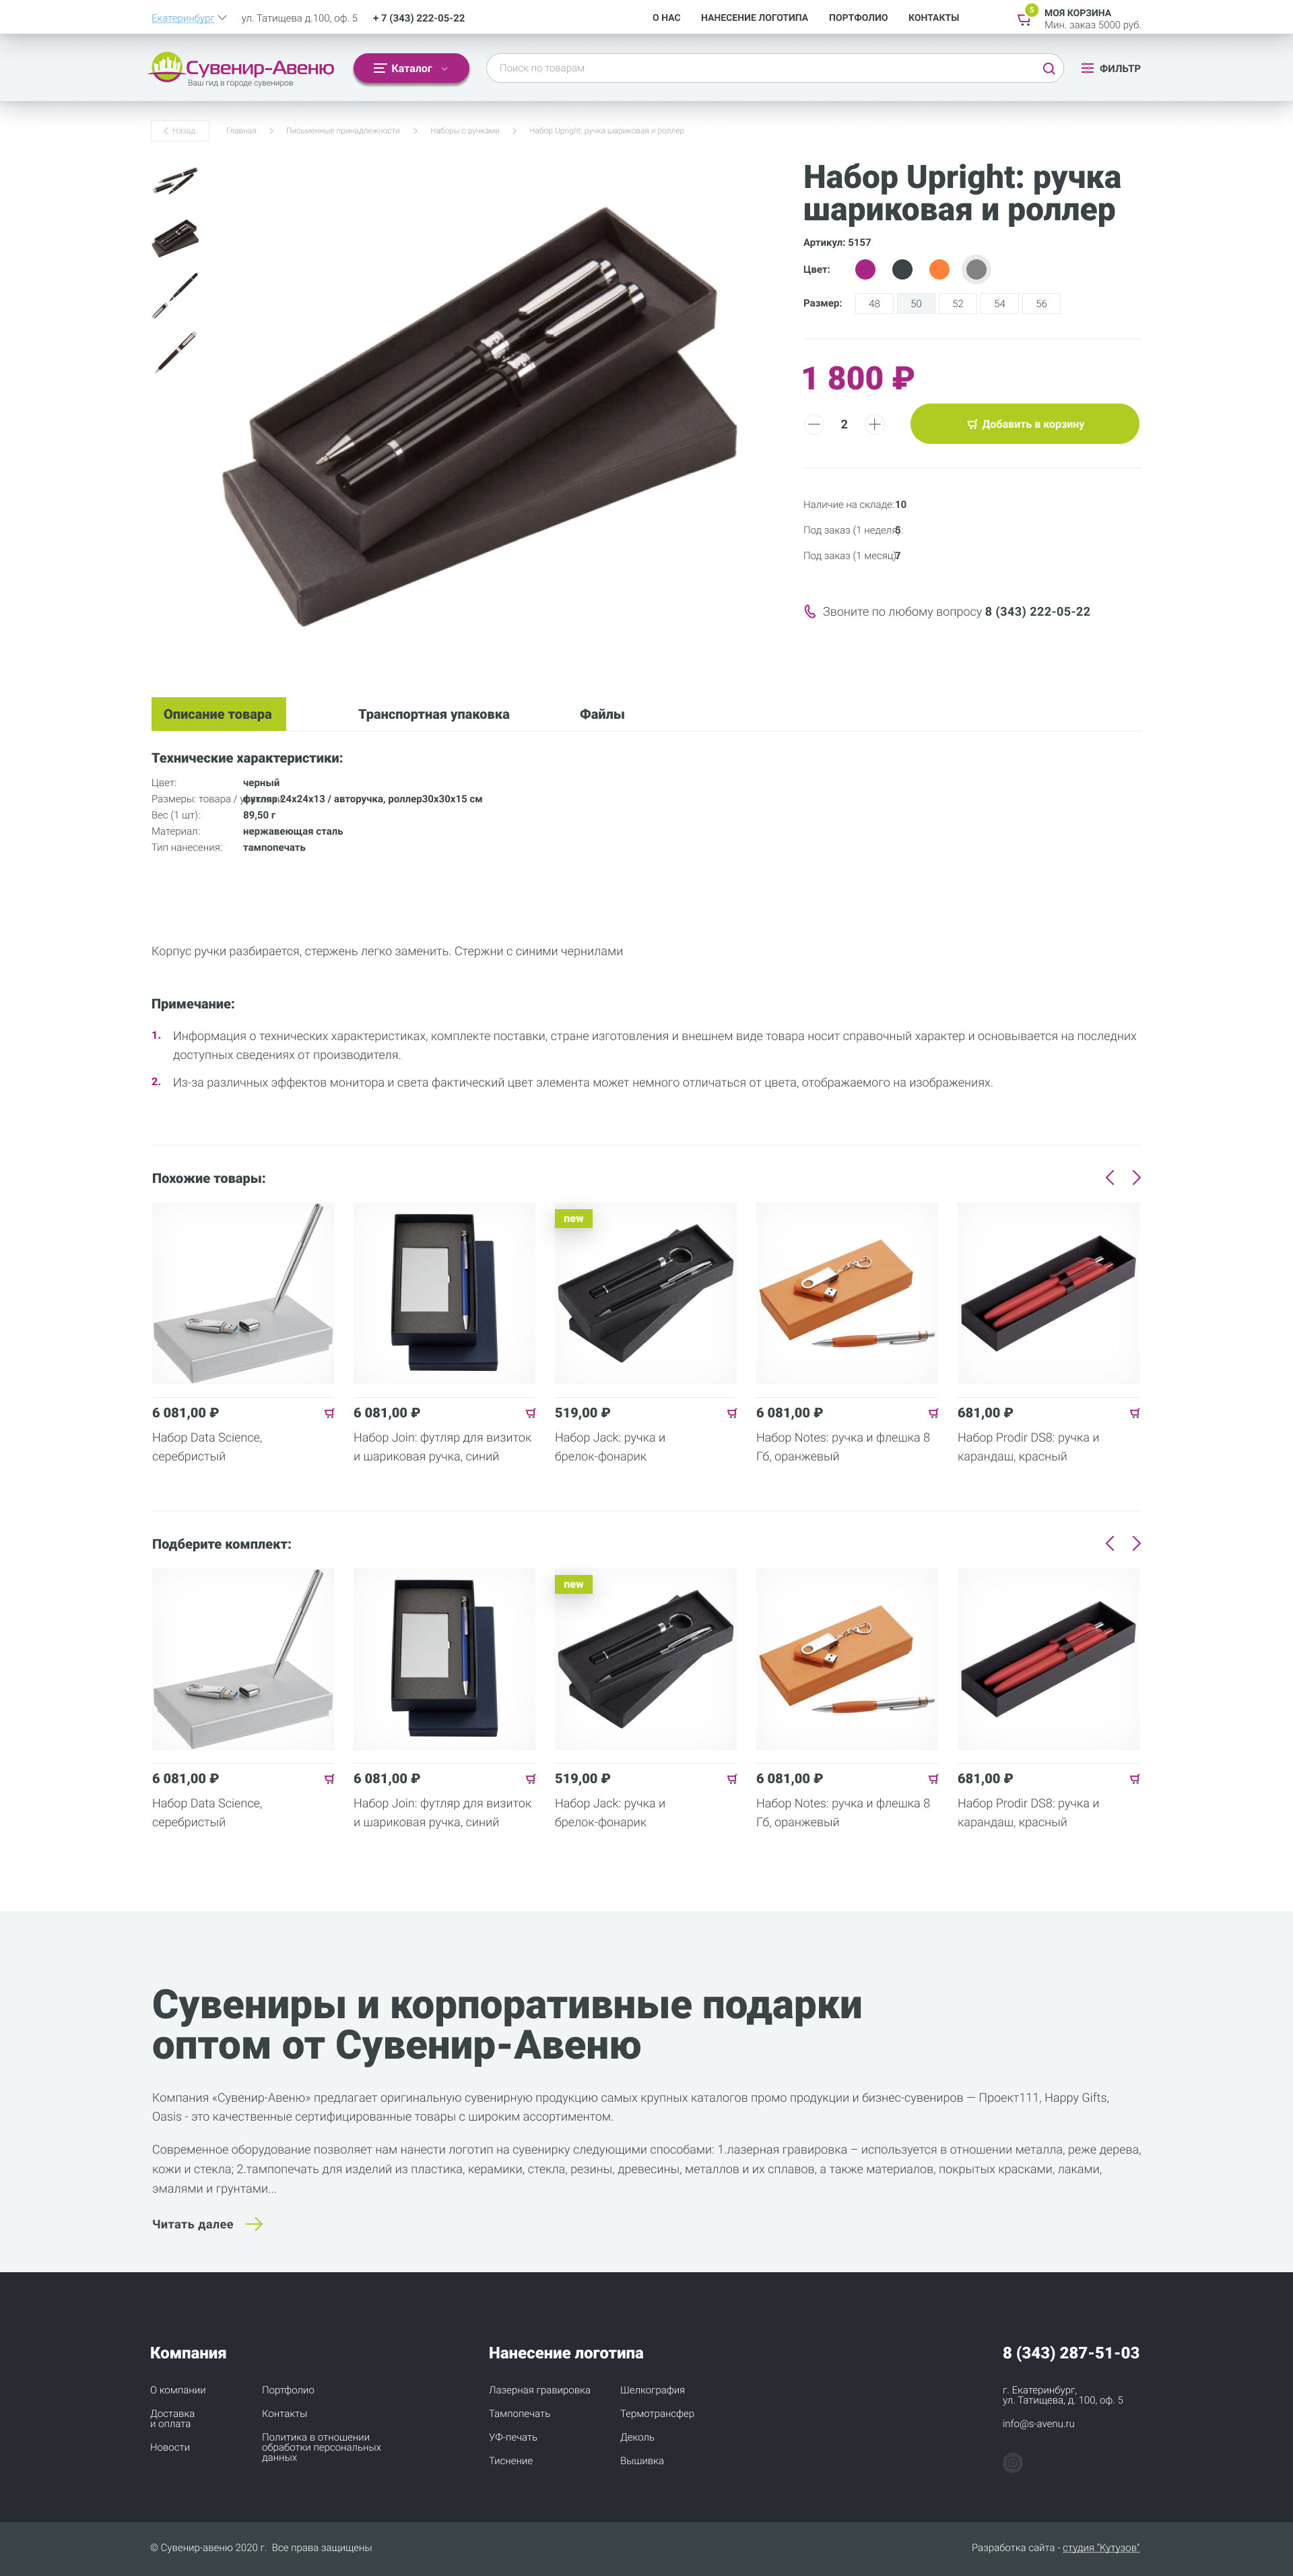 Екатеринбург ул. Татищева д.100, оф. 5 + 7 (343) 222-05-22 О НАС НАНЕСЕНИЕ ЛОГОТИПА ПОРТФОЛИО КОНТАКТЫ 5 МОЯ КОРЗИНА
Мин. заказ 5000 руб.
Сувенир-Авеню
Ваш гид в городе сувениров
Каталог Поиск по товарам ФИЛЬТР
Назад Главная Письменные принадлежности Наборы с ручками Набор Upright: ручка шариковая и роллер
Набор Upright: ручка
шариковая и роллер
Артикул: 5157
Цвет:
Размер: 48 50 52 54 56
1 800 ₽
2 Добавить в корзину
Наличие на складе: 10
Под заказ (1 неделя): 5
Под заказ (1 месяц) 7
Звоните по любому вопросу 8 (343) 222-05-22
Описание товара Транспортная упаковка Файлы
Технические характеристики:
Цвет: черный
Размеры: товара / футляр 24х24х13 / авторучка, роллер30х30х15 см
Вес (1 шт): 89,50 г
Материал: нержавеющая сталь
Тип нанесения: тампопечать
Корпус ручки разбирается, стержень легко заменить. Стержни с синими чернилами
Примечание:
1. Информация о технических характеристиках, комплекте поставки, стране изготовления и внешнем виде товара носит справочный характер и основывается на последних
доступных сведениях от производителя.
2. Из-за различных эффектов монитора и света фактический цвет элемента может немного отличаться от цвета, отображаемого на изображениях.
Похожие товары:
new
6 081,00 ₽ 6 081,00 ₽ 519,00 ₽ 6 081,00 ₽ 681,00 ₽
Набор Data Science, Набор Join: футляр для визиток Набор Jack: ручка и Набор Notes: ручка и флешка 8 Набор Prodir DS8: ручка и
серебристый и шариковая ручка, синий брелок-фонарик Гб, оранжевый карандаш, красный
Подберите комплект:
new
6 081,00 ₽ 6 081,00 ₽ 519,00 ₽ 6 081,00 ₽ 681,00 ₽
Набор Data Science, Набор Join: футляр для визиток Набор Jack: ручка и Набор Notes: ручка и флешка 8 Набор Prodir DS8: ручка и
серебристый и шариковая ручка, синий брелок-фонарик Гб, оранжевый карандаш, красный
Сувениры и корпоративные подарки
оптом от Сувенир-Авеню
Компания «Сувенир-Авеню» предлагает оригинальную сувенирную продукцию самых крупных каталогов промо продукции и бизнес-сувениров — Проект111, Happy Gifts,
Oasis - это качественные сертифицированные товары с широким ассортиментом.
Современное оборудование позволяет нам нанести логотип на сувенирку следующими способами: 1.лазерная гравировка – используется в отношении металла, реже дерева,
кожи и стекла; 2.тампопечать для изделий из пластика, керамики, стекла, резины, древесины, металлов и их сплавов, а также материалов, покрытых красками, лаками,
эмалями и грунтами...
Читать далее
Компания
О компании
Доставка
и оплата
Новости
Портфолио
Контакты
Политика в отношении
обработки персональных
данных
Нанесение логотипа
Лазерная гравировка
Тампопечать
УФ-печать
Тиснение
Шелкография
Термотрансфер
Деколь
Вышивка
8 (343) 287-51-03
г. Екатеринбург,
ул. Татищева, д. 100, оф. 5
info@s-avenu.ru
© Сувенир-авеню 2020 г. Все права защищены Разработка сайта - студия "Кутузов"